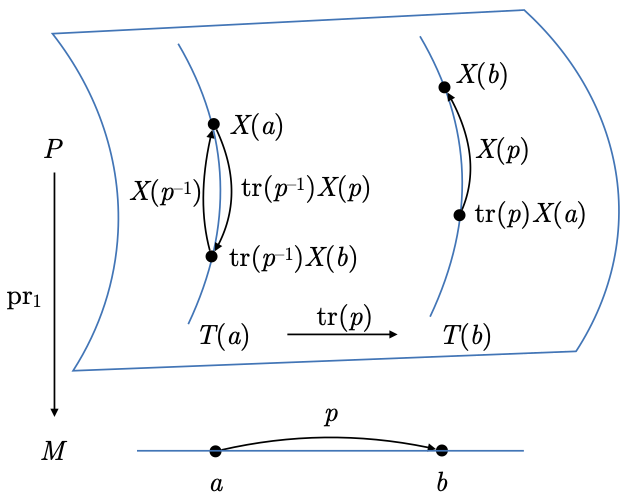 X(b)
X(a)
P
X(p)
X(p⁻¹)
tr(p⁻¹)X(p)
tr(p)X(a)
tr(p⁻¹)X(b)
pr₁
tr(p)
T(a)
T(b)
p
M
a
b